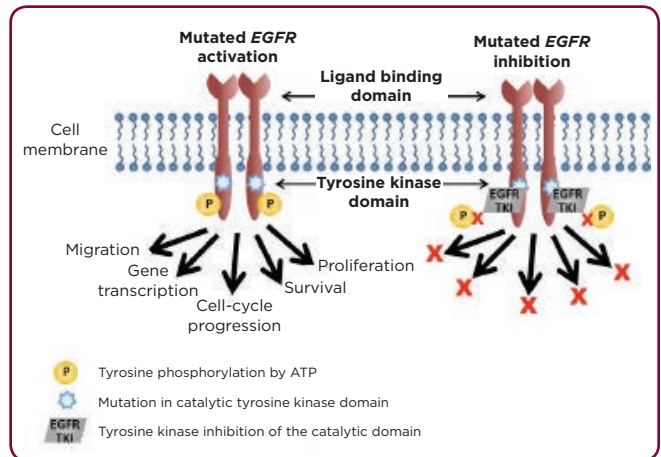 Mutated EGFR
activation
Mutated EGFR
inhibition
Ligand binding
domain
Cell
membrane
Tyrosine kinase
domain
P
P
EGFR
TKI
EGFR
TKI
P
X
X
P
Migration
Gene
transcription
Cell-cycle
progression
Survival
Proliferation
X
X
X
X
X
P
Tyrosine phosphorylation by ATP
Mutation in catalytic tyrosine kinase domain
EGFR
TKI
Tyrosine kinase inhibition of the catalytic domain